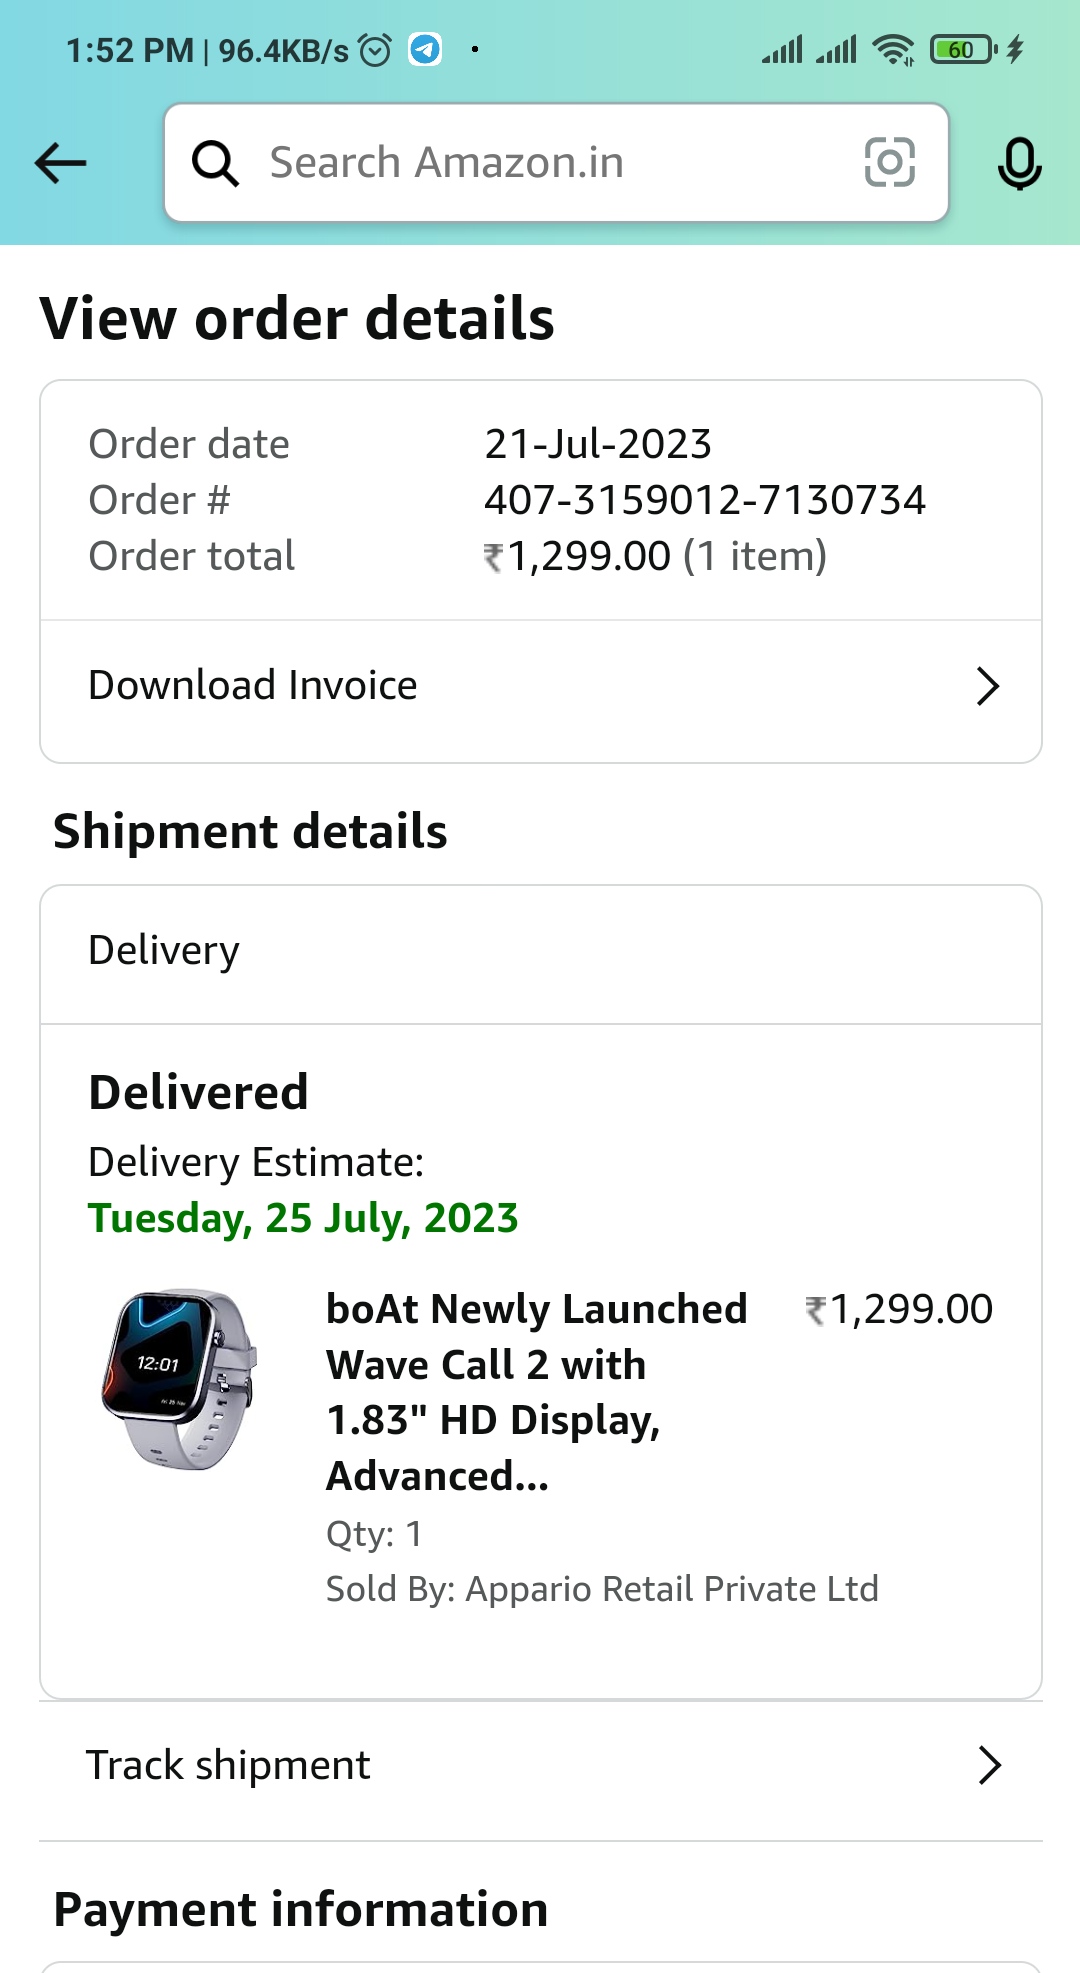 1:52 PM | 96.4KB/s
60
Search Amazon.in
View order details
Order date 21-Jul-2023
Order # 407-3159012-7130734
Order total ₹1,299.00 (1 item)
Download Invoice
Shipment details
Delivery
Delivered
Delivery Estimate:
Tuesday, 25 July, 2023
12:01
boAt Newly Launched ₹1,299.00
Wave Call 2 with
1.83" HD Display,
Advanced...
Qty: 1
Sold By: Appario Retail Private Ltd
Track shipment
Payment information